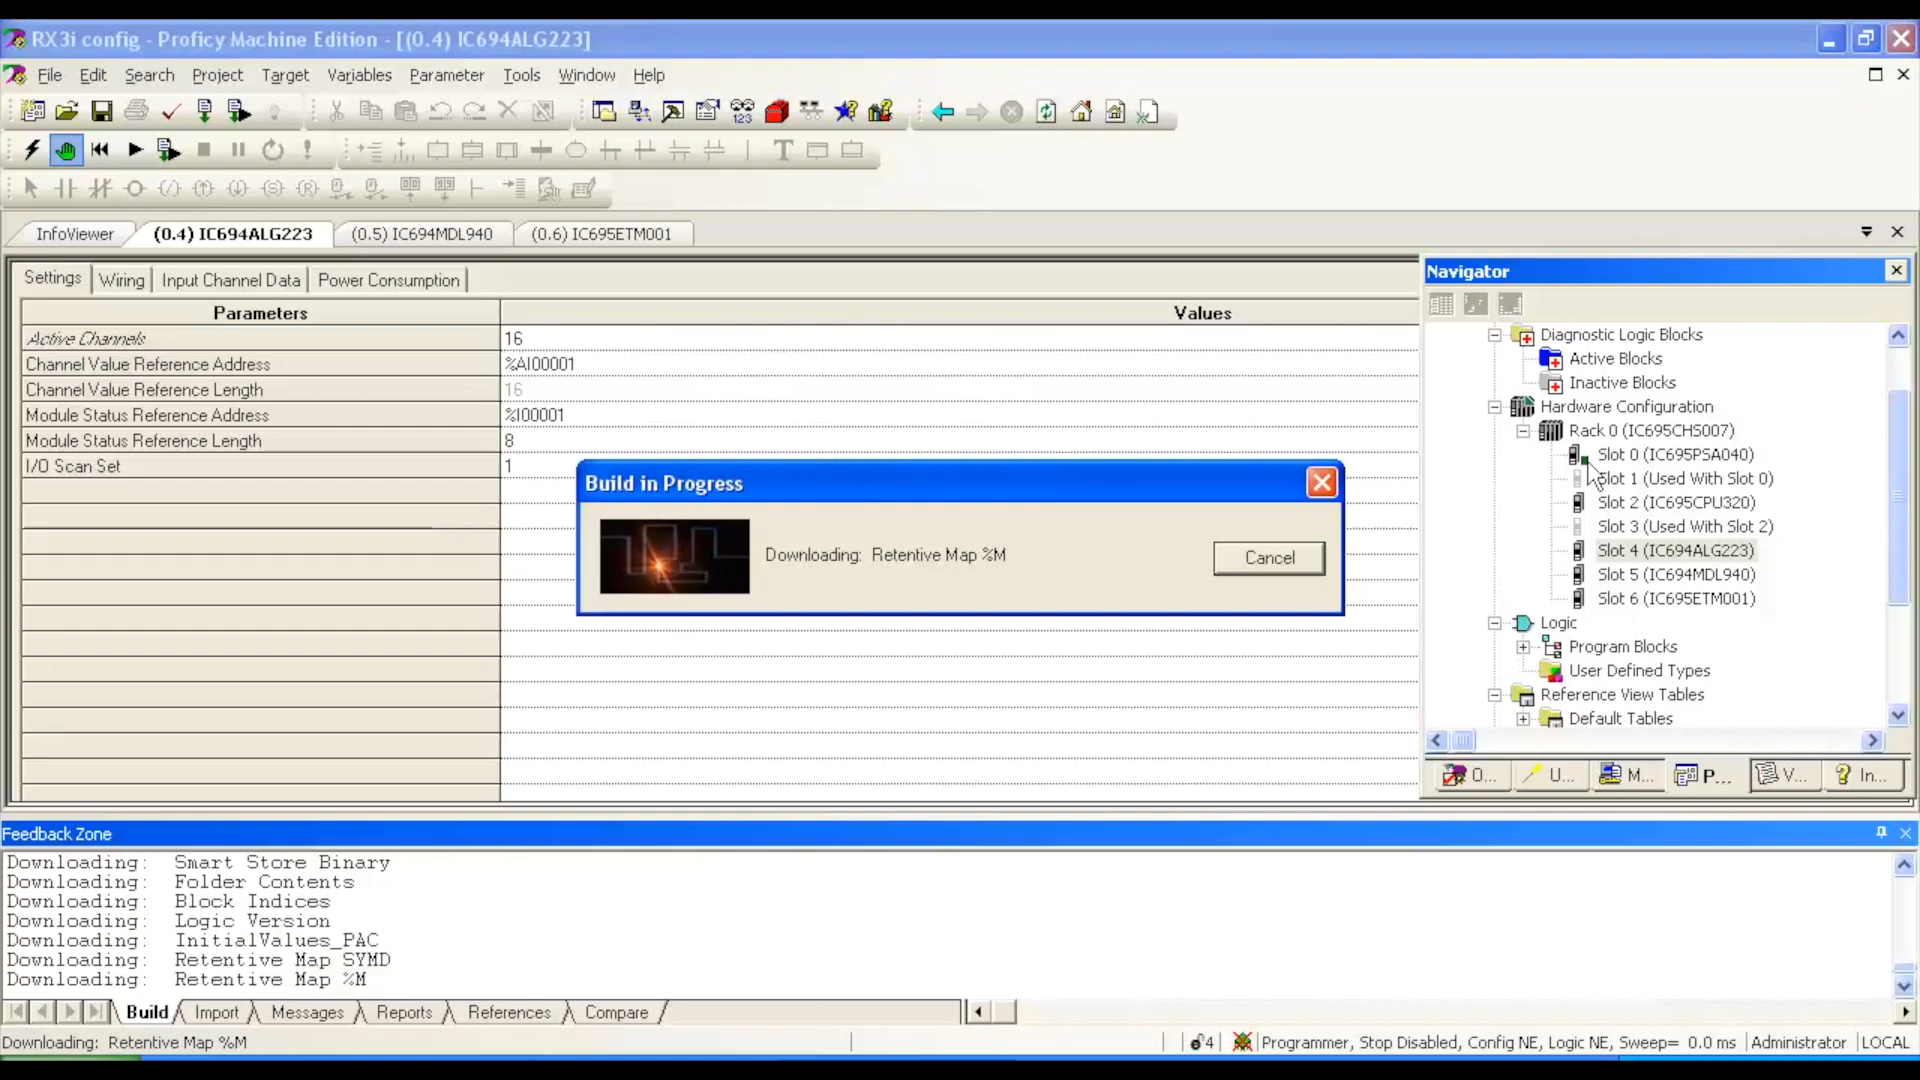 RX3i config - Proficy Machine Edition - [(0.4) IC694ALG223]
File Edit Search Project Target Variables Parameter Tools Window Help
InfoViewer (0.4) IC694ALG223 (0.5) IC694MDL940 (0.6) IC695ETM001
Settings Wiring Input Channel Data Power Consumption
Parameters Values
Active Channels 16
Channel Value Reference Address %AI00001
Channel Value Reference Length 16
Module Status Reference Address %I00001
Module Status Reference Length 8
I/O Scan Set 1
Build in Progress
Downloading: Retentive Map %M
Cancel
Navigator
Diagnostic Logic Blocks
Active Blocks
Inactive Blocks
Hardware Configuration
Rack 0 (IC695CHS007)
Slot 0 (IC695PSA040)
Slot 1 (Used With Slot 0)
Slot 2 (IC695CPU320)
Slot 3 (Used With Slot 2)
Slot 4 (IC694ALG223)
Slot 5 (IC694MDL940)
Slot 6 (IC695ETM001)
Logic
Program Blocks
User Defined Types
Reference View Tables
Default Tables
O... U... M... P... V... In...
Feedback Zone
Downloading: Smart Store Binary
Downloading: Folder Contents
Downloading: Block Indices
Downloading: Logic Version
Downloading: InitialValues_PAC
Downloading: Retentive Map SYMD
Downloading: Retentive Map %M
Build Import Messages Reports References Compare
Downloading: Retentive Map %M
4 Programmer, Stop Disabled, Config NE, Logic NE, Sweep= 0.0 ms Administrator LOCAL